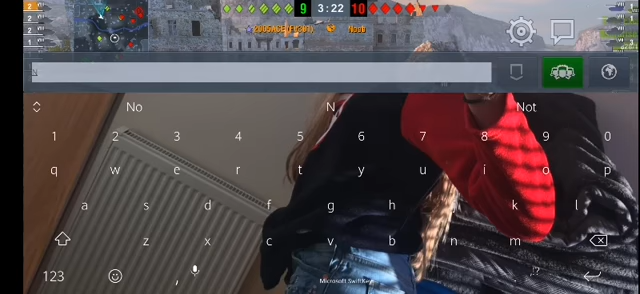 9 3:22 10
Noob
N
No N Not
1 2 3 4 5 6 7 8 9 0
q w e r t y u i o p
a s d f g h k l
z x c v b n m
123 , .!?
Microsoft SwiftKey